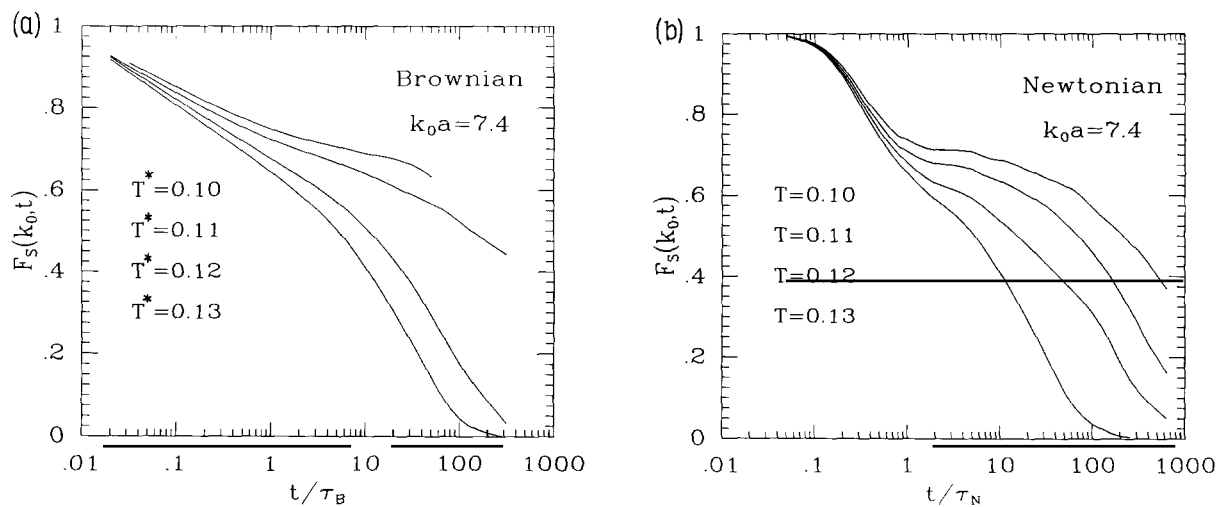 (a)
1
.8
.6
.4
.2
0
F_S(k_0,t)
Brownian
k_0a=7.4
T*=0.10
T*=0.11
T*=0.12
T*=0.13
.01 .1 1 10 100 1000
t/τ_B
(b)
1
.8
.6
.4
.2
0
F_S(k_0,t)
Newtonian
k_0a=7.4
T=0.10
T=0.11
T=0.12
T=0.13
.01 .1 1 10 100 1000
t/τ_N